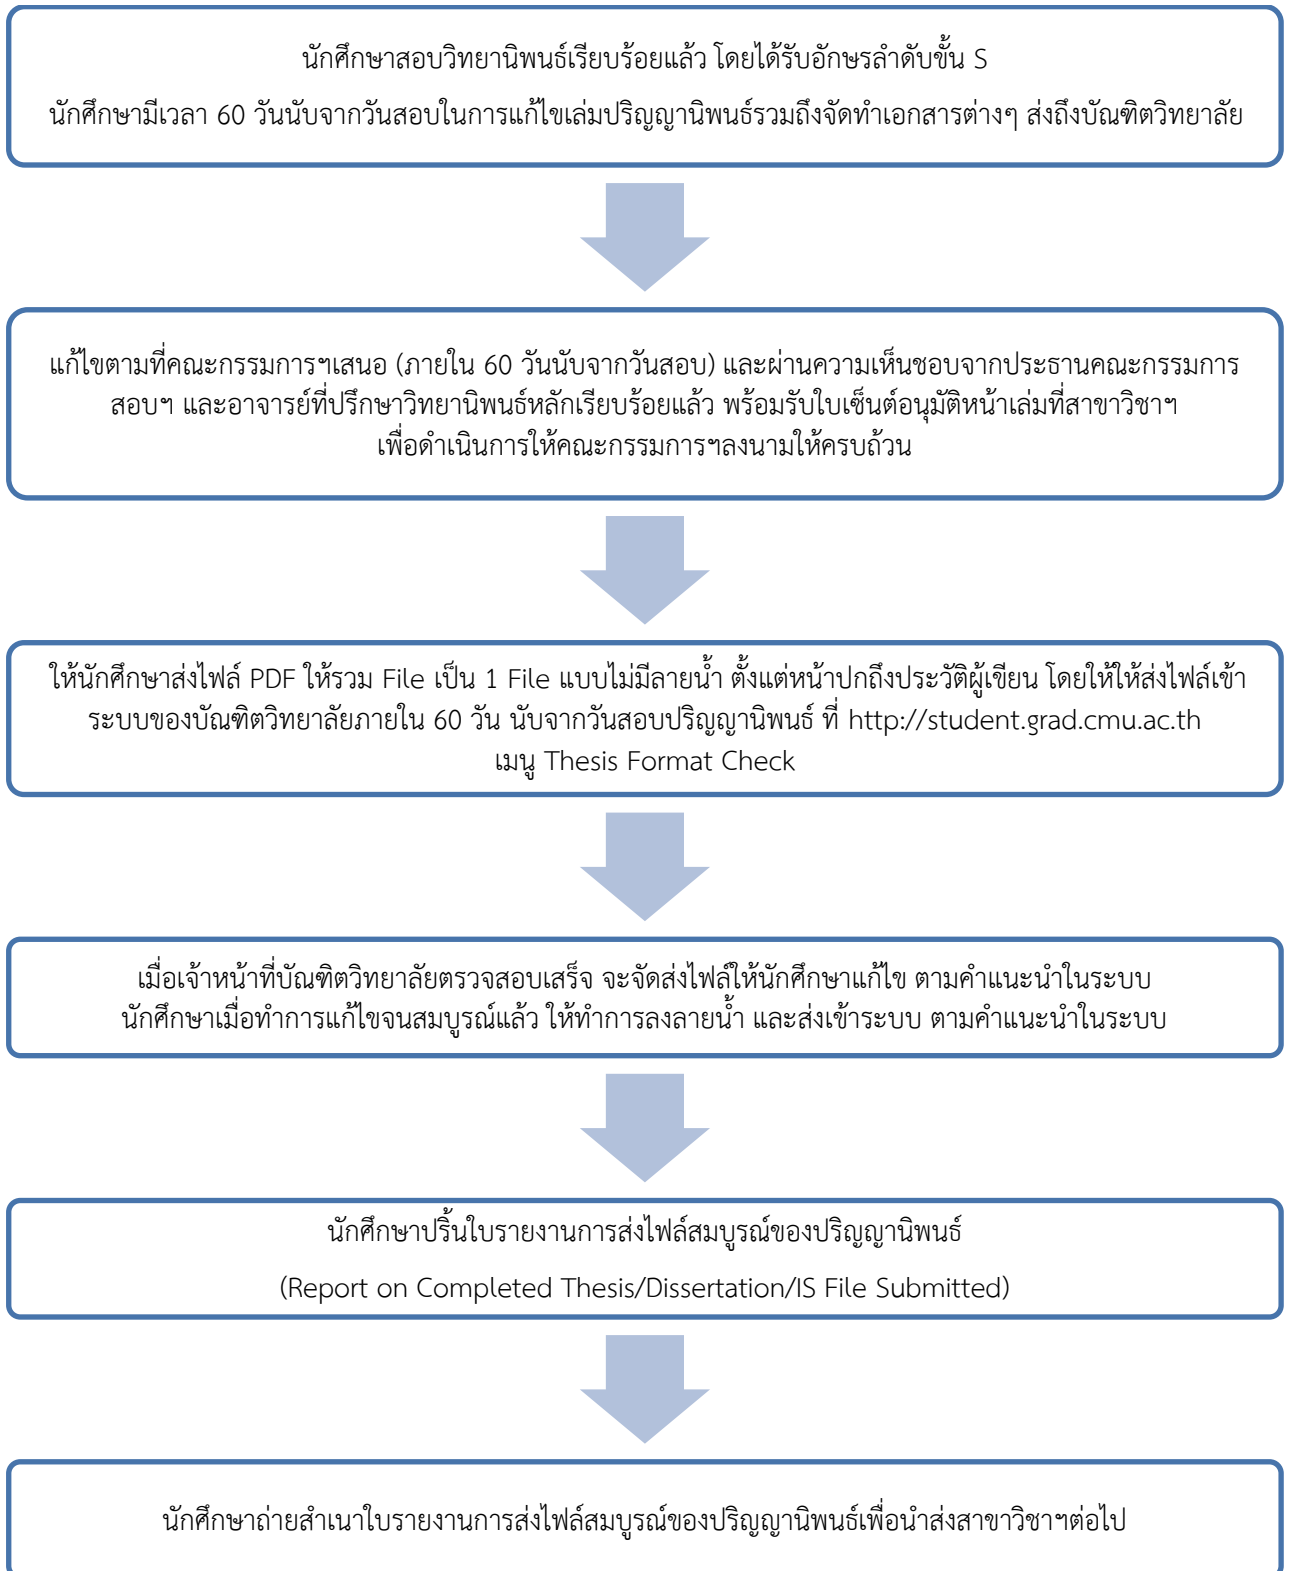 นักศึกษาสอบวิทยานิพนธ์เรียบร้อยแล้ว โดยได้รับอักษรลำดับขั้น S
นักศึกษามีเวลา 60 วันนับจากวันสอบในการแก้ไขเล่มปริญญานิพนธ์รวมถึงจัดทำเอกสารต่างๆ ส่งถึงบัณฑิตวิทยาลัย
แก้ไขตามที่คณะกรรมการฯเสนอ (ภายใน 60 วันนับจากวันสอบ) และผ่านความเห็นชอบจากประธานคณะกรรมการ
สอบฯ และอาจารย์ที่ปรึกษาวิทยานิพนธ์หลักเรียบร้อยแล้ว พร้อมรับใบเซ็นต์อนุมัติหน้าเล่มที่สาขาวิชาฯ
เพื่อดำเนินการให้คณะกรรมการฯลงนามให้ครบถ้วน
ให้นักศึกษาส่งไฟล์ PDF ให้รวม File เป็น 1 File แบบไม่มีลายน้ำ ตั้งแต่หน้าปกถึงประวัติผู้เขียน โดยให้ให้ส่งไฟล์เข้า
ระบบของบัณฑิตวิทยาลัยภายใน 60 วัน นับจากวันสอบปริญญานิพนธ์ ที่ http://student.grad.cmu.ac.th
เมนู Thesis Format Check
เมื่อเจ้าหน้าที่บัณฑิตวิทยาลัยตรวจสอบเสร็จ จะจัดส่งไฟล์ให้นักศึกษาแก้ไข ตามคำแนะนำในระบบ
นักศึกษาเมื่อทำการแก้ไขจนสมบูรณ์แล้ว ให้ทำการลงลายน้ำ และส่งเข้าระบบ ตามคำแนะนำในระบบ
นักศึกษาปริ้นใบรายงานการส่งไฟล์สมบูรณ์ของปริญญานิพนธ์
(Report on Completed Thesis/Dissertation/IS File Submitted)
นักศึกษาถ่ายสำเนาใบรายงานการส่งไฟล์สมบูรณ์ของปริญญานิพนธ์เพื่อนำส่งสาขาวิชาฯต่อไป